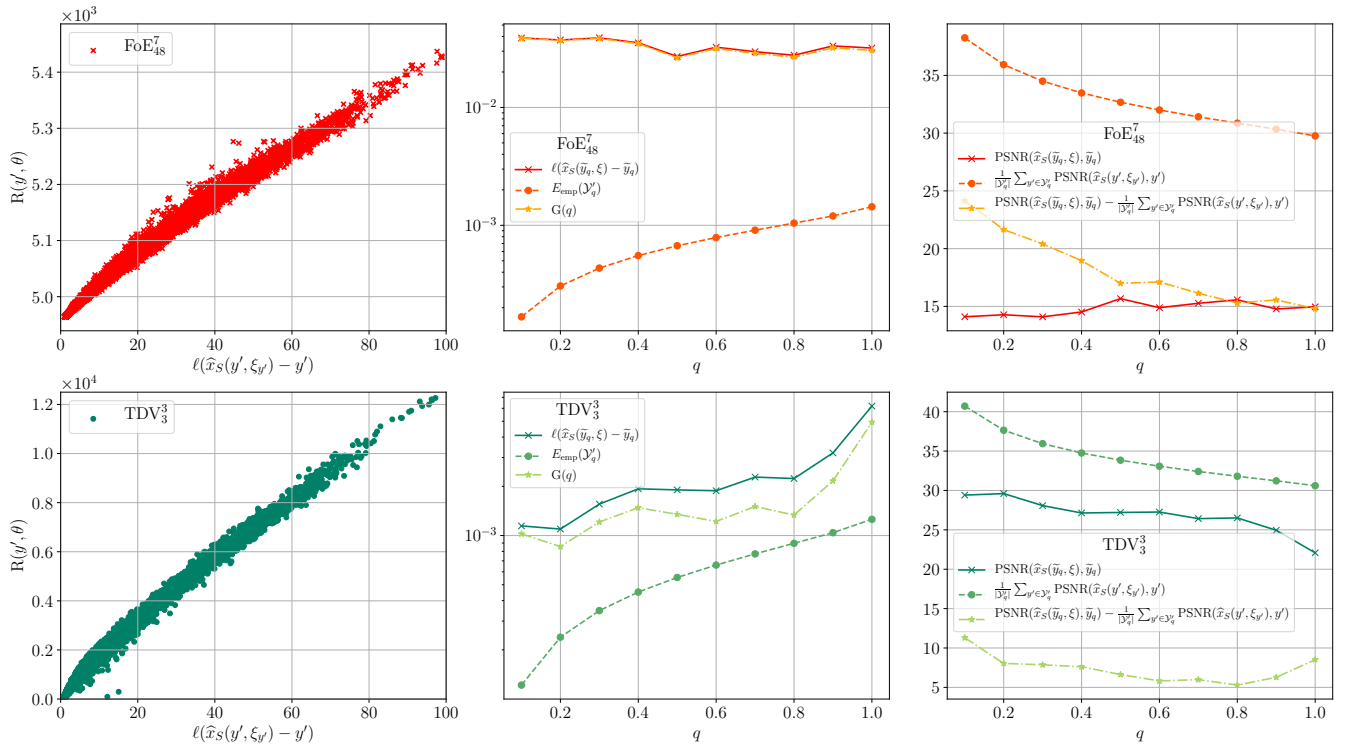 ×10³
FoE⁷₄₈
R(y′, θ)
5.4
5.3
5.2
5.1
5.0
0 20 40 60 80 100
ℓ(x̂_S(y′, ξ_y′) − y′)
10⁻²
10⁻³
FoE⁷₄₈
ℓ(x̂_S(ỹ_q, ξ) − ỹ_q)
E_emp(𝒴′_q)
G(q)
0.2 0.4 0.6 0.8 1.0
q
35
30
25
20
15
FoE⁷₄₈
PSNR(x̂_S(ỹ_q, ξ), ỹ_q)
1/|𝒴′_q| ∑_{y′∈𝒴′_q} PSNR(x̂_S(y′, ξ_y′), y′)
PSNR(x̂_S(ỹ_q, ξ), ỹ_q) − 1/|𝒴′_q| ∑_{y′∈𝒴′_q} PSNR(x̂_S(y′, ξ_y′), y′)
0.2 0.4 0.6 0.8 1.0
q
×10⁴
TDV³₃
R(y′, θ)
1.2
1.0
0.8
0.6
0.4
0.2
0.0
0 20 40 60 80 100
ℓ(x̂_S(y′, ξ_y′) − y′)
10⁻³
TDV³₃
ℓ(x̂_S(ỹ_q, ξ) − ỹ_q)
E_emp(𝒴′_q)
G(q)
0.2 0.4 0.6 0.8 1.0
q
40
35
30
25
20
15
10
5
TDV³₃
PSNR(x̂_S(ỹ_q, ξ), ỹ_q)
1/|𝒴′_q| ∑_{y′∈𝒴′_q} PSNR(x̂_S(y′, ξ_y′), y′)
PSNR(x̂_S(ỹ_q, ξ), ỹ_q) − 1/|𝒴′_q| ∑_{y′∈𝒴′_q} PSNR(x̂_S(y′, ξ_y′), y′)
0.2 0.4 0.6 0.8 1.0
q